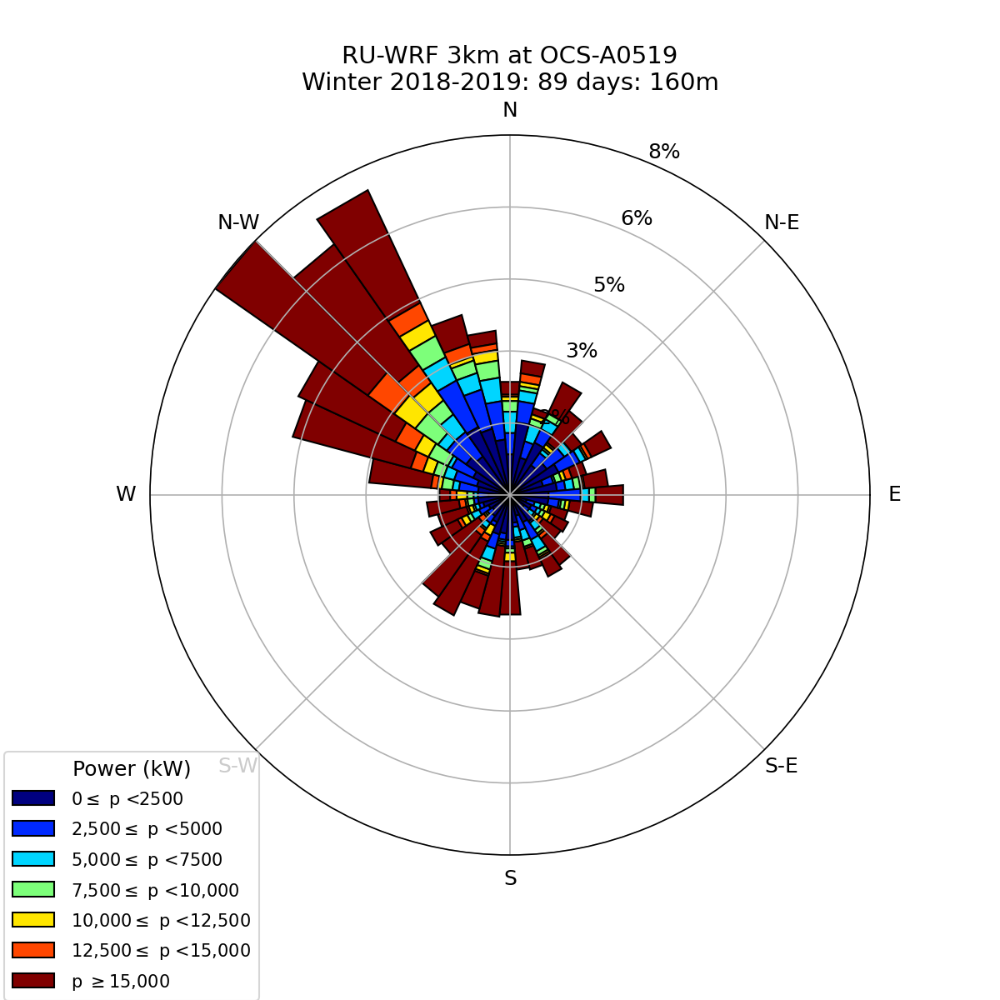 RU-WRF 3km at OCS-A0519
Winter 2018-2019: 89 days: 160m
N
8%
N-W
6%
N-E
5%
3%
2%
W
E
S-W
S-E
S
Power (kW)
0≤ p <2500
2,500≤ p <5000
5,000≤ p <7500
7,500≤ p <10,000
10,000≤ p <12,500
12,500≤ p <15,000
p ≥15,000